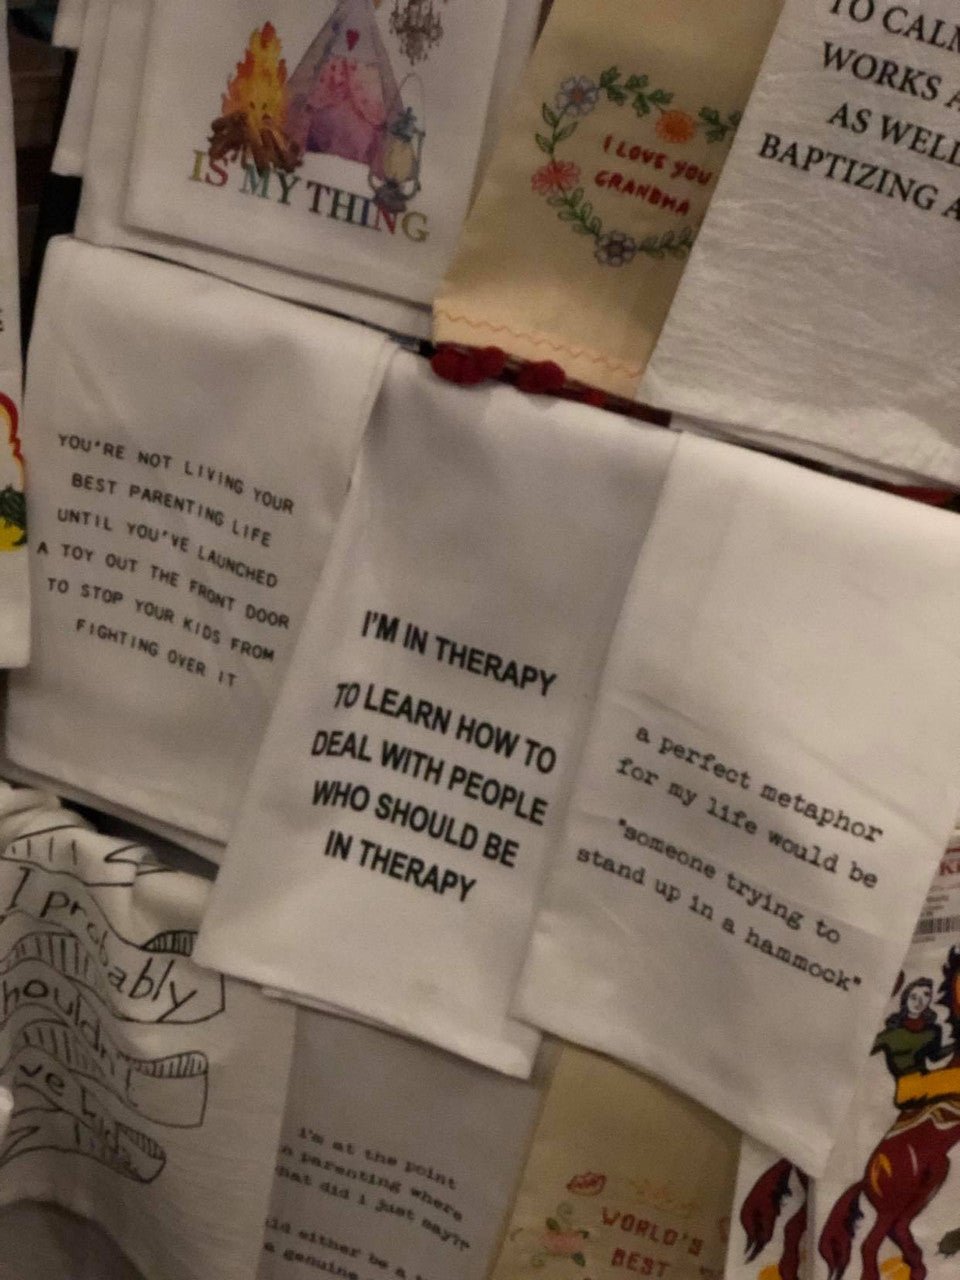 IS MY THING
I LOVE YOU
GRANDMA
TO CALM
WORKS
AS WELL
BAPTIZING A
YOU'RE NOT LIVING YOUR
BEST PARENTING LIFE
UNTIL YOU'VE LAUNCHED
A TOY OUT THE FRONT DOOR
TO STOP YOUR KIDS FROM
FIGHTING OVER IT
I'M IN THERAPY
TO LEARN HOW TO
DEAL WITH PEOPLE
WHO SHOULD BE
IN THERAPY
a perfect metaphor
for my life would be
"someone trying to
stand up in a hammock"
I probably
i'm at the point
parenting where
did i just say?"
either be a
a genuine
WORLD'S
BEST